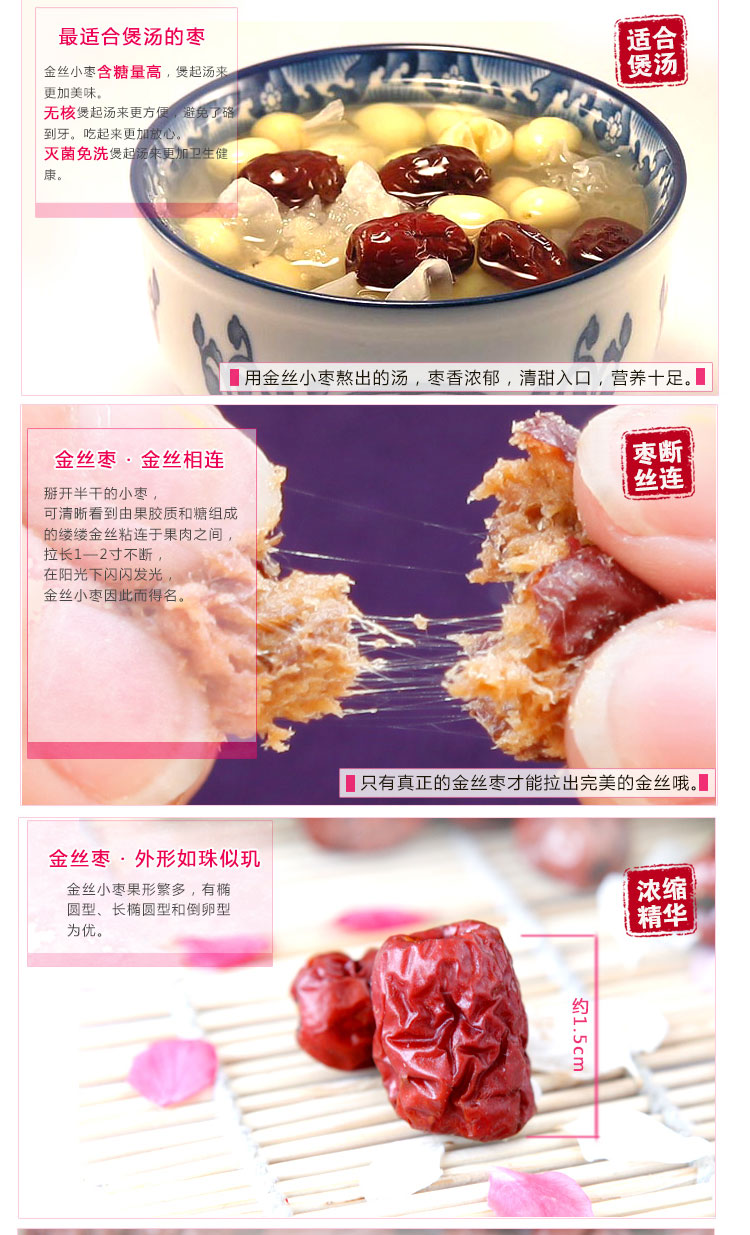 最适合煲汤的枣
金丝小枣含糖量高，煲起汤来
更加美味。
无核煲起汤来更方便，避免了硌
到牙。吃起来更加放心。
灭菌免洗煲起汤来更加卫生健
康。
适合
煲汤
用金丝小枣熬出的汤，枣香浓郁，清甜入口，营养十足。
金丝枣·金丝相连
掰开半干的小枣，
可清晰看到由果胶质和糖组成
的缕缕金丝粘连于果肉之间，
拉长1—2寸不断，
在阳光下闪闪发光，
金丝小枣因此而得名。
枣断
丝连
只有真正的金丝枣才能拉出完美的金丝哦。
金丝枣·外形如珠似玑
金丝小枣果形繁多，有椭
圆型、长椭圆型和倒卵型
为优。
浓缩
精华
约1.5cm